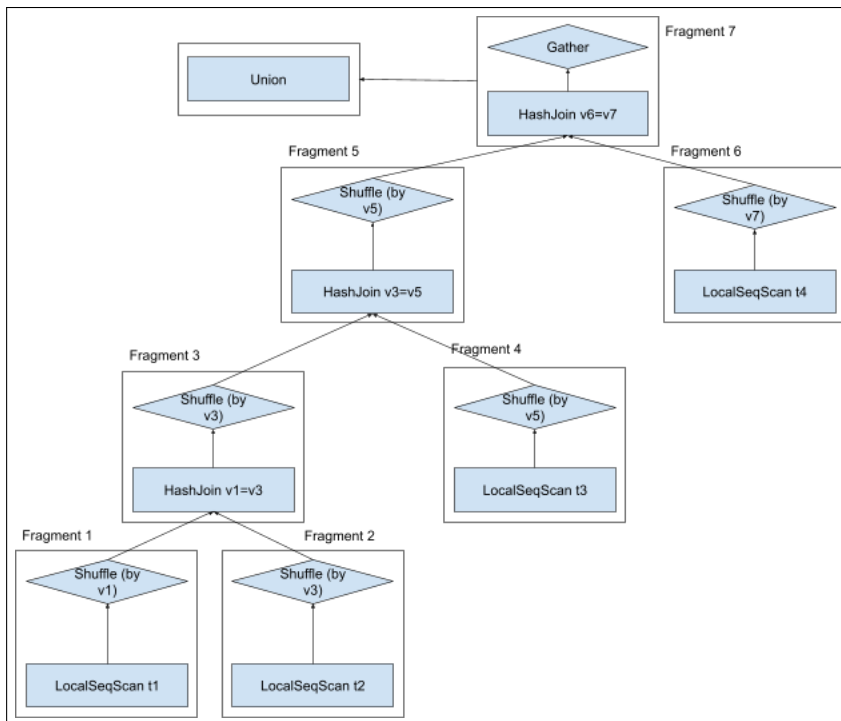 Fragment 7
Gather
Union
HashJoin v6=v7
Fragment 5
Fragment 6
Shuffle (by
v5)
Shuffle (by
v7)
HashJoin v3=v5
LocalSeqScan t4
Fragment 3
Fragment 4
Shuffle (by
v3)
Shuffle (by
v5)
HashJoin v1=v3
LocalSeqScan t3
Fragment 1
Fragment 2
Shuffle (by
v1)
Shuffle (by
v3)
LocalSeqScan t1
LocalSeqScan t2